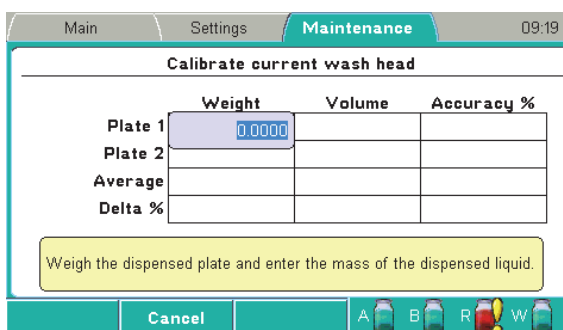 Main Settings Maintenance 09:19
Calibrate current wash head
Weight Volume Accuracy %
Plate 1 0.0000
Plate 2
Average
Delta %
Weigh the dispensed plate and enter the mass of the dispensed liquid.
Cancel A B R W